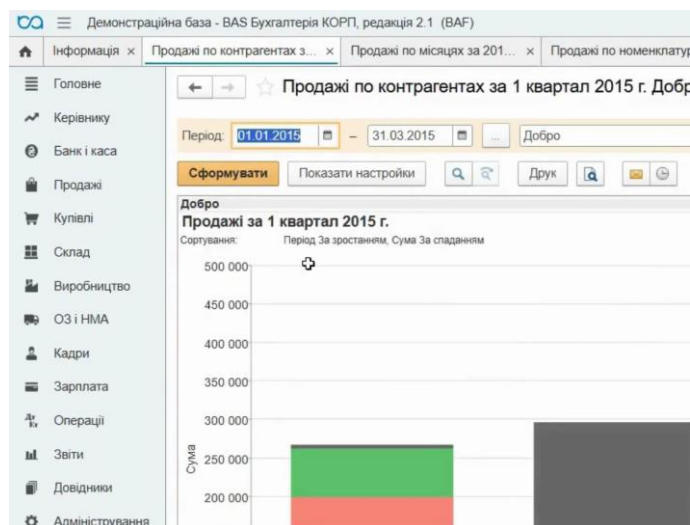 Демонстраційна база - BAS Бухгалтерія КОРП, редакція 2.1 (BAF)
Інформація × Продажі по контрагентах з... × Продажі по місяцях за 201... × Продажі по номенклатур
Головне
Продажі по контрагентах за 1 квартал 2015 г. Добр
Керівнику
Період: 01.01.2015 – 31.03.2015 ... Добро
Банк і каса
Сформувати Показати настройки Друк
Продажі
Добро
Продажі за 1 квартал 2015 г.
Купівлі
Сортування: Період За зростанням, Сума За спаданням
Склад
500 000
Виробництво
450 000
ОЗ і НМА
400 000
Кадри
350 000
Зарплата
300 000
Дт Кт Операції
Сума
250 000
Звіти
Довідники
200 000
Адміністрування